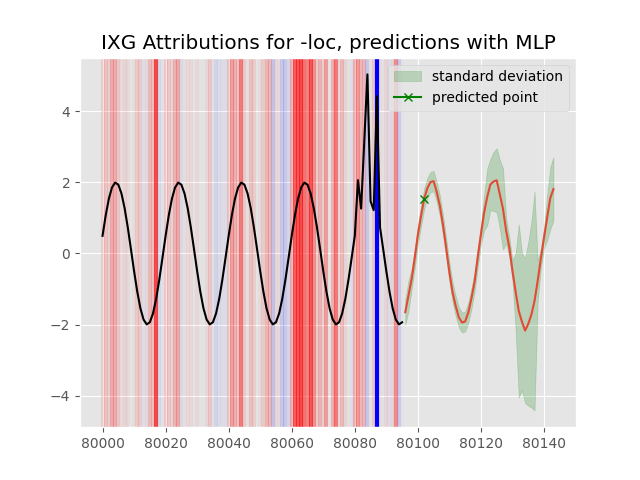 IXG Attributions for -loc, predictions with MLP
standard deviation
predicted point
4
2
0
−2
−4
80000 80020 80040 80060 80080 80100 80120 80140